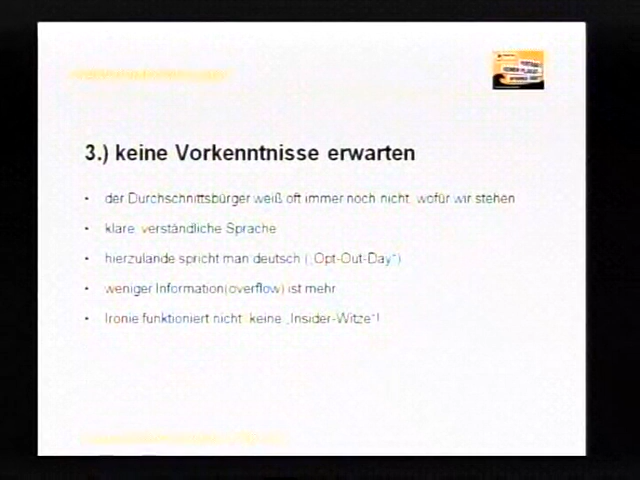 3.) keine Vorkenntnisse erwarten
• der Durchschnittsbürger weiß oft immer noch nicht, wofür wir stehen
• klare, verständliche Sprache
• hierzulande spricht man deutsch („Opt-Out-Day“)
• weniger Information(overflow) ist mehr
• Ironie funktioniert nicht, keine „Insider-Witze“!